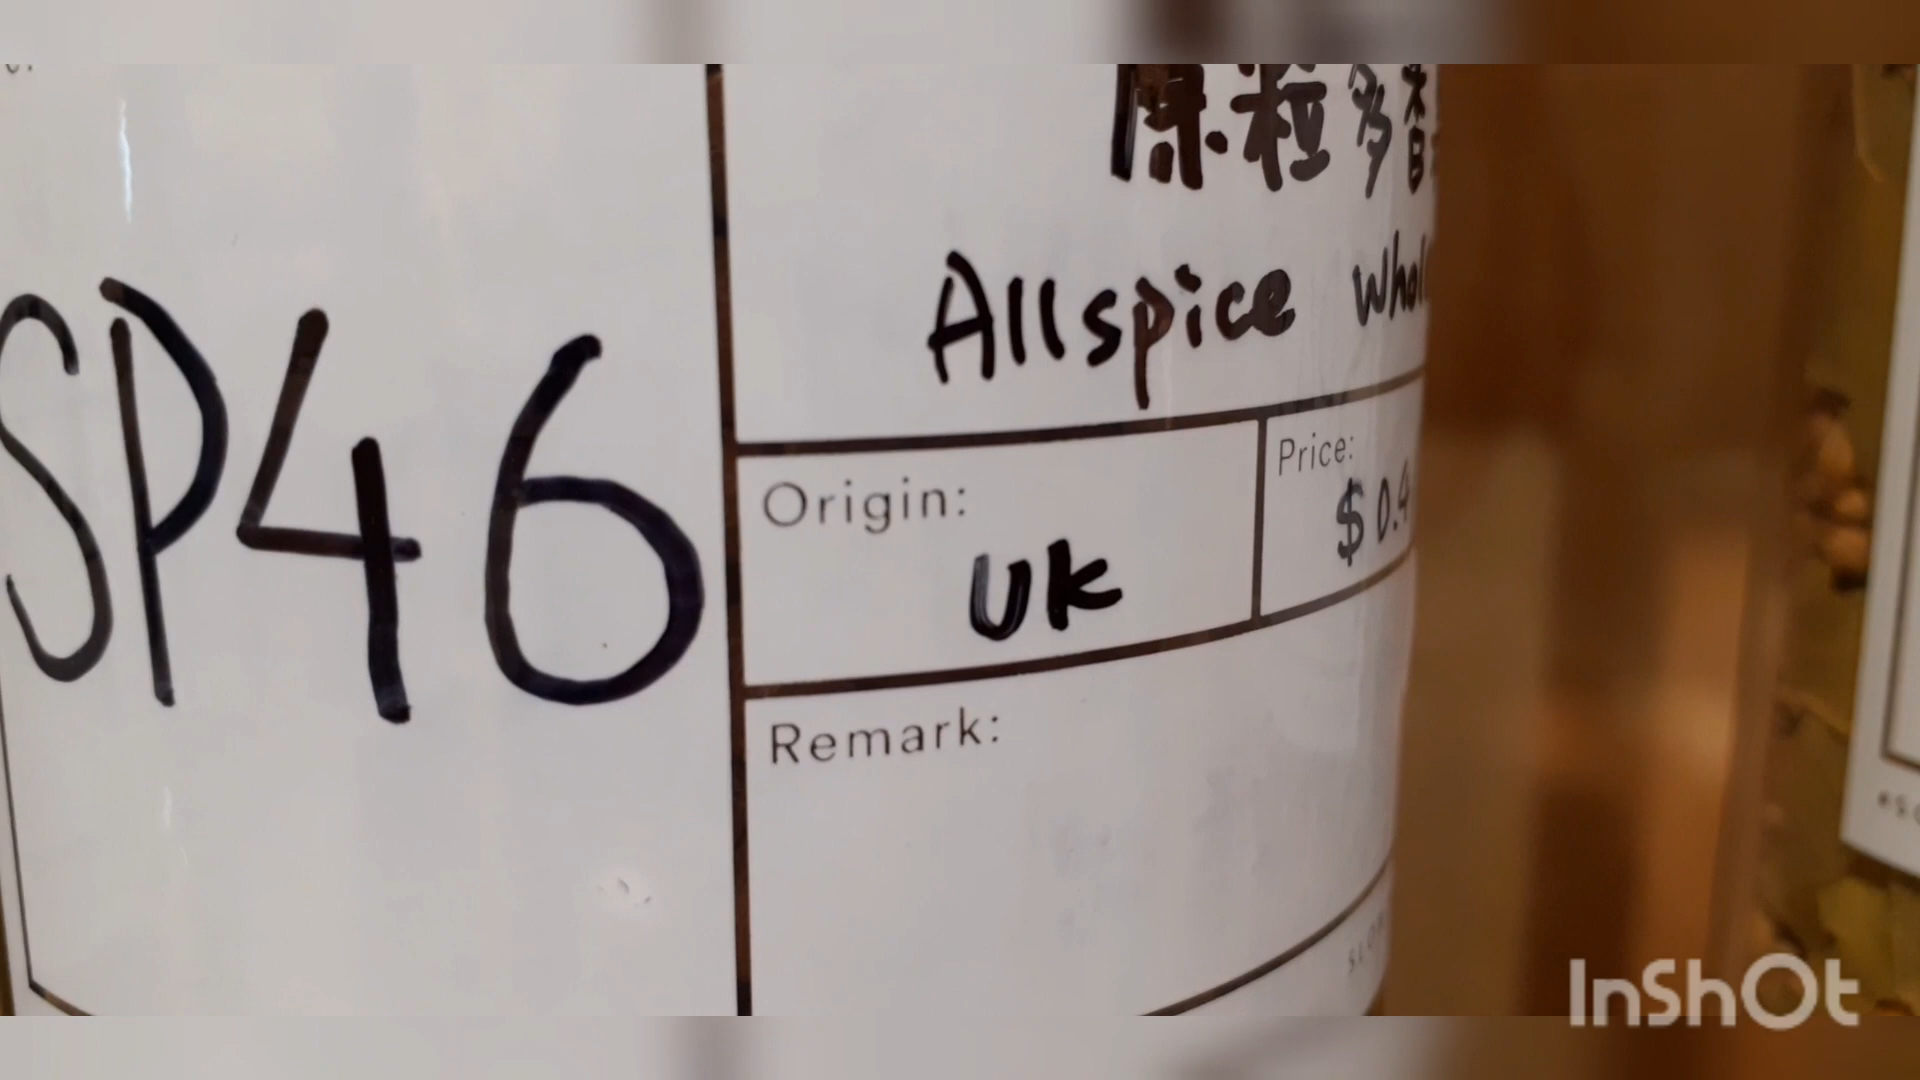 SP46
原粒多香
Allspice Whol
Origin:
UK
Price:
$0.4
Remark:
InShOt